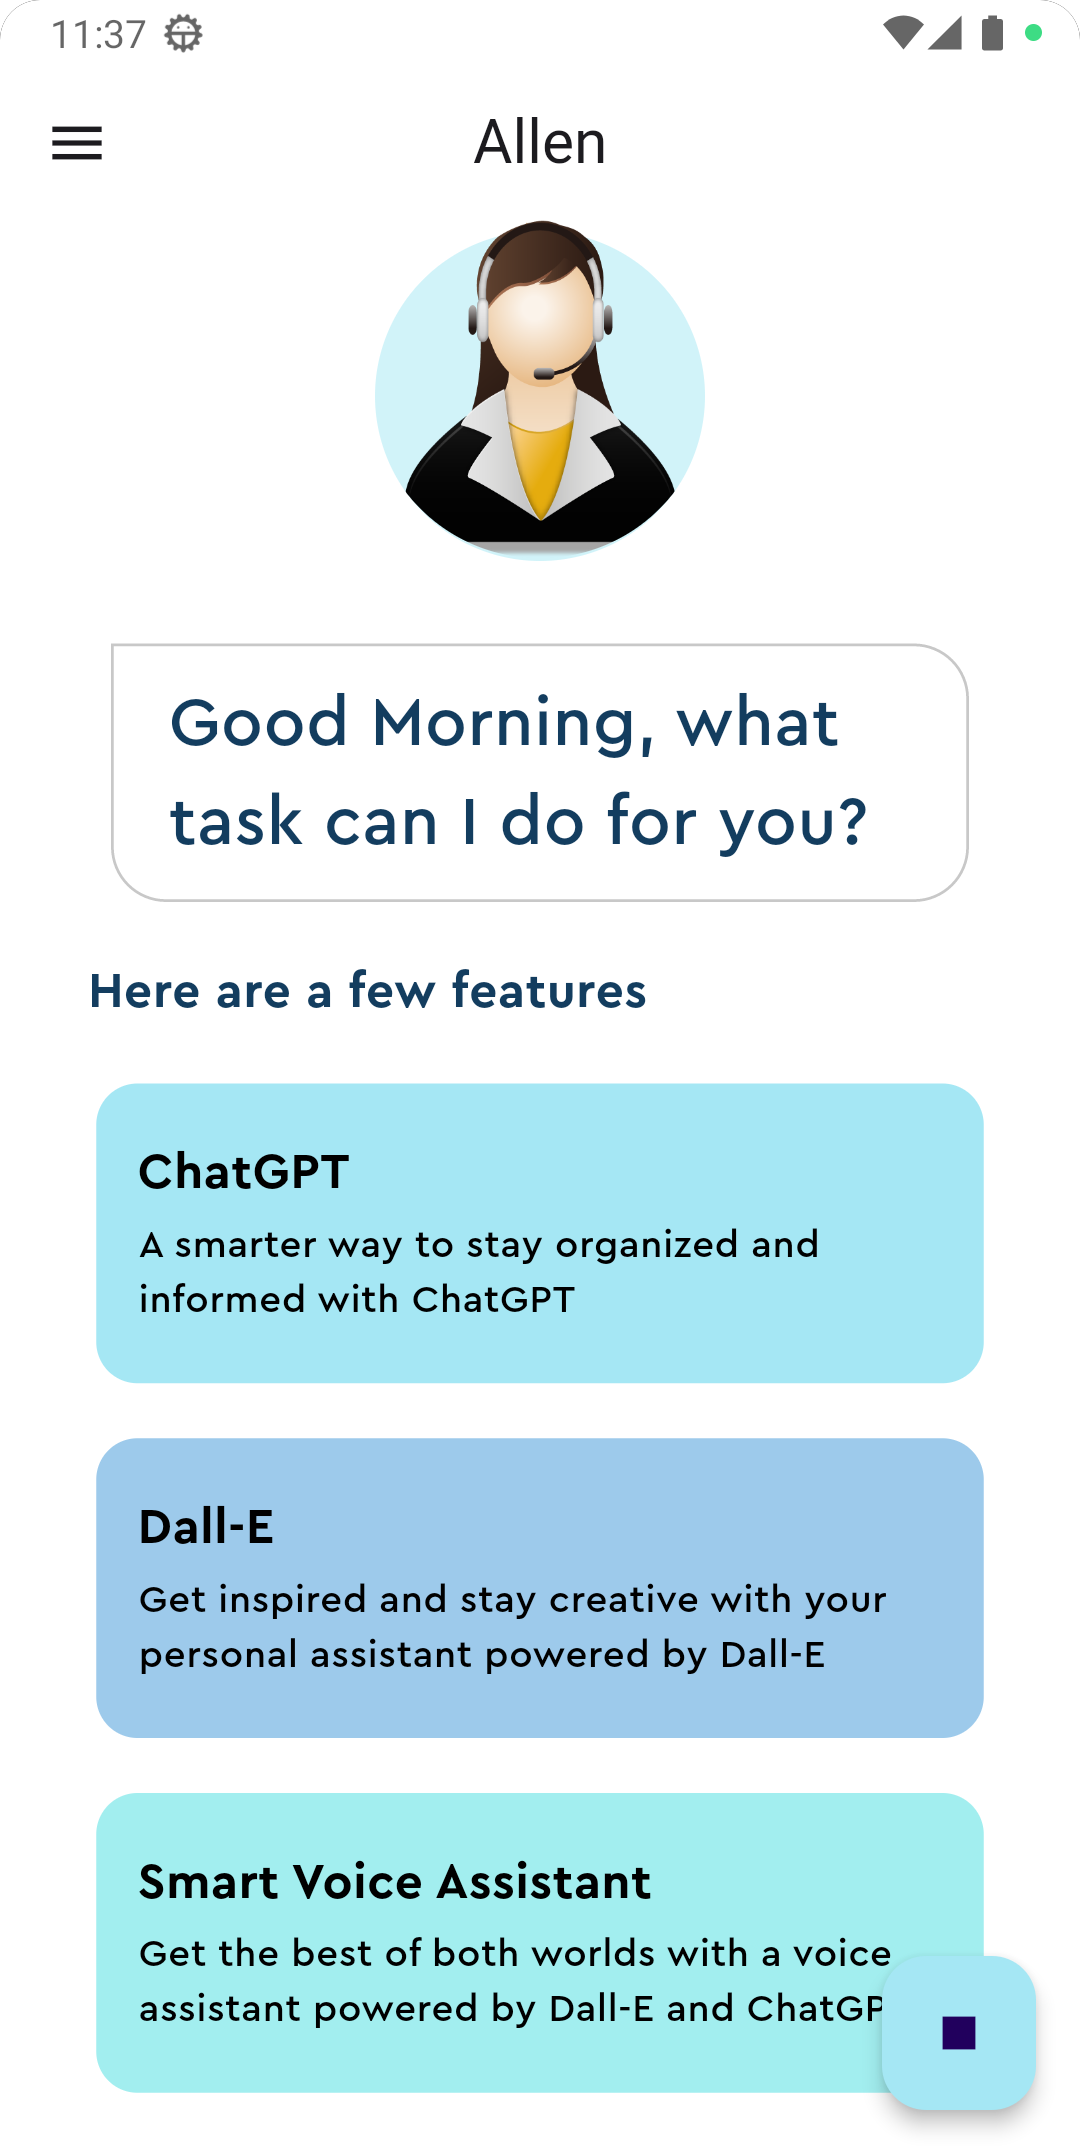 11:37
Allen
Good Morning, what
task can I do for you?
Here are a few features
ChatGPT
A smarter way to stay organized and
informed with ChatGPT
Dall-E
Get inspired and stay creative with your
personal assistant powered by Dall-E
Smart Voice Assistant
Get the best of both worlds with a voice
assistant powered by Dall-E and ChatGP